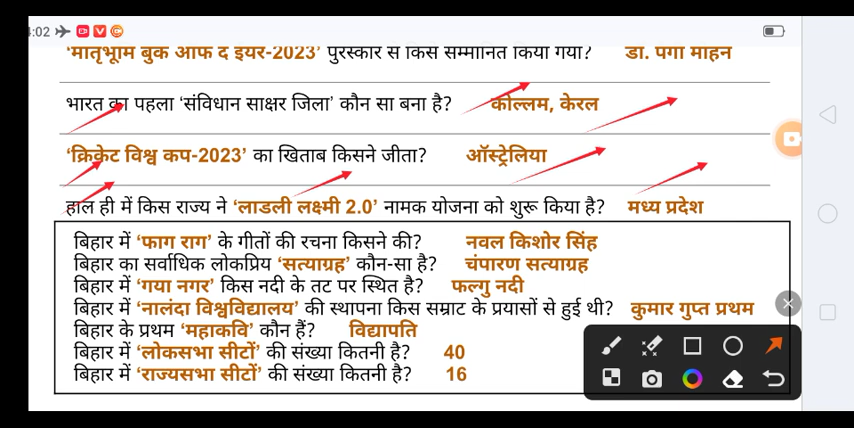 :02
'मातृभूमि बुक ऑफ द ईयर-2023' पुरस्कार से किसे सम्मानित किया गया? डॉ. पेगी मोहन
भारत का पहला 'संविधान साक्षर जिला' कौन सा बना है? कोल्लम, केरल
'क्रिकेट विश्व कप-2023' का खिताब किसने जीता? ऑस्ट्रेलिया
हाल ही में किस राज्य ने 'लाडली लक्ष्मी 2.0' नामक योजना को शुरू किया है? मध्य प्रदेश
बिहार में 'फाग राग' के गीतों की रचना किसने की? नवल किशोर सिंह
बिहार का सर्वाधिक लोकप्रिय 'सत्याग्रह' कौन-सा है? चंपारण सत्याग्रह
बिहार में 'गया नगर' किस नदी के तट पर स्थित है? फल्गु नदी
बिहार में 'नालंदा विश्वविद्यालय' की स्थापना किस सम्राट के प्रयासों से हुई थी? कुमार गुप्त प्रथम
बिहार के प्रथम 'महाकवि' कौन हैं? विद्यापति
बिहार में 'लोकसभा सीटों' की संख्या कितनी है? 40
बिहार में 'राज्यसभा सीटों' की संख्या कितनी है? 16